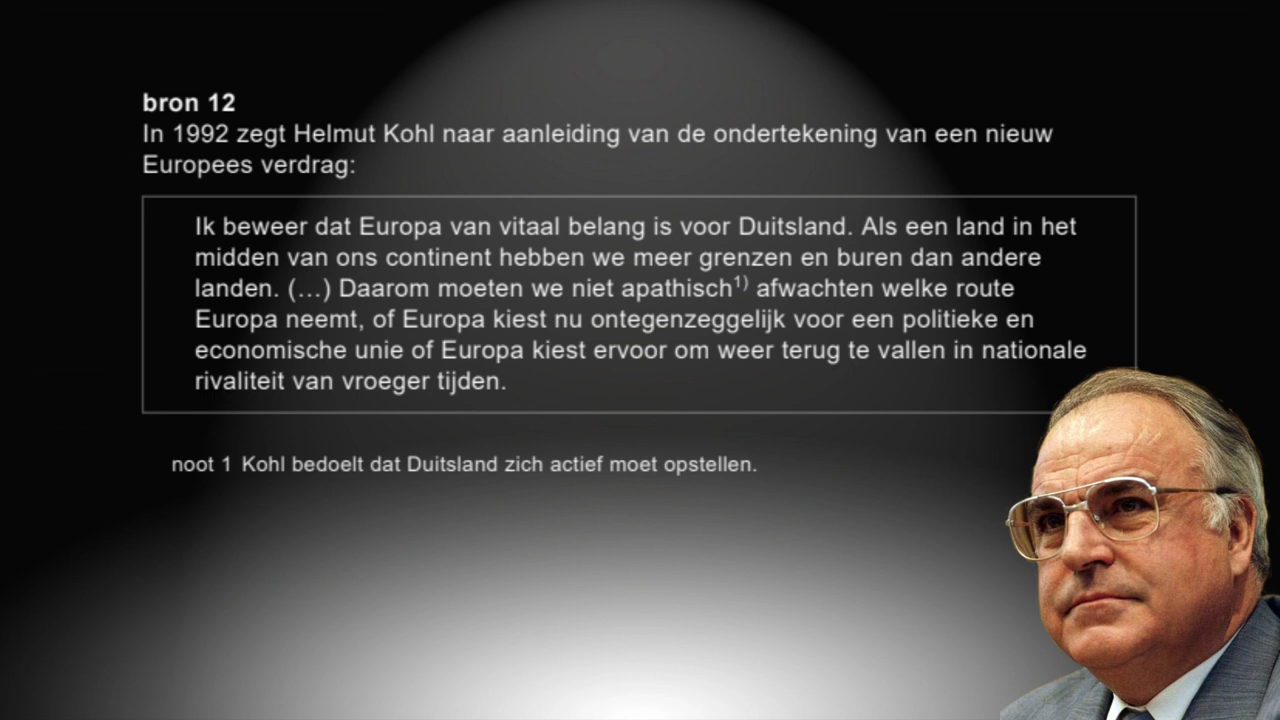 bron 12
In 1992 zegt Helmut Kohl naar aanleiding van de ondertekening van een nieuw
Europees verdrag:
Ik beweer dat Europa van vitaal belang is voor Duitsland. Als een land in het
midden van ons continent hebben we meer grenzen en buren dan andere
landen. (…) Daarom moeten we niet apathisch1) afwachten welke route
Europa neemt, of Europa kiest nu ontegenzeggelijk voor een politieke en
economische unie of Europa kiest ervoor om weer terug te vallen in nationale
rivaliteit van vroeger tijden.
noot 1 Kohl bedoelt dat Duitsland zich actief moet opstellen.